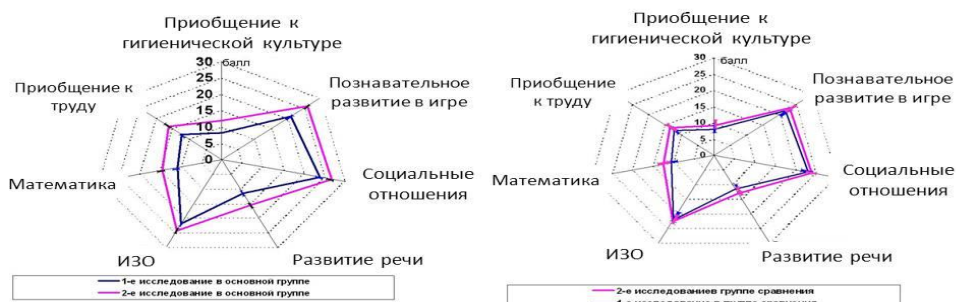 Приобщение к
гигиенической культуре
30
балл
25
20
15
10
5
0
Познавательное
развитие в игре
Социальные
отношения
Развитие речи
ИЗО
Математика
Приобщение к
труду
1-е исследование в основной группе
2-е исследование в основной группе
Приобщение к
гигиенической культуре
30
балл
25
20
15
10
5
0
Познавательное
развитие в игре
Социальные
отношения
Развитие речи
ИЗО
Математика
Приобщение
к труду
2-е исследованиев группе сравнения